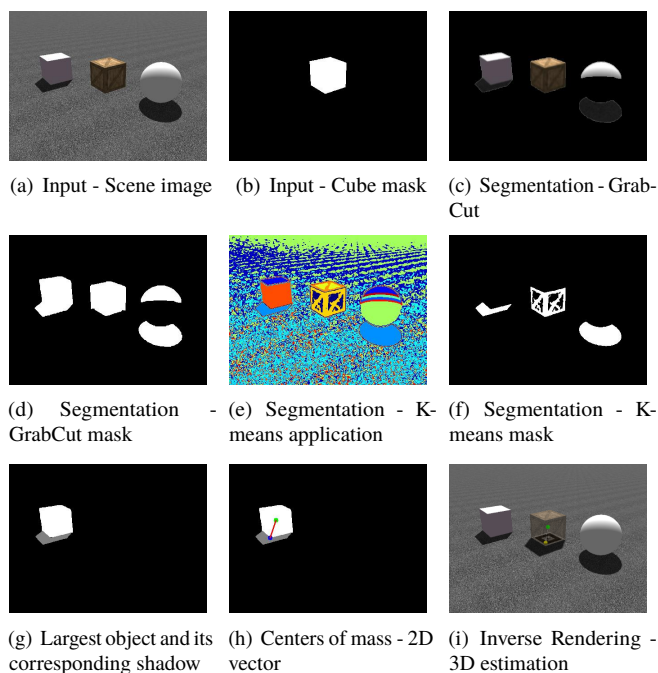 (a) Input - Scene image
(b) Input - Cube mask
(c) Segmentation - Grab-
Cut
(d) Segmentation -
GrabCut mask
(e) Segmentation - K-
means application
(f) Segmentation - K-
means mask
(g) Largest object and its
corresponding shadow
(h) Centers of mass - 2D
vector
(i) Inverse Rendering -
3D estimation